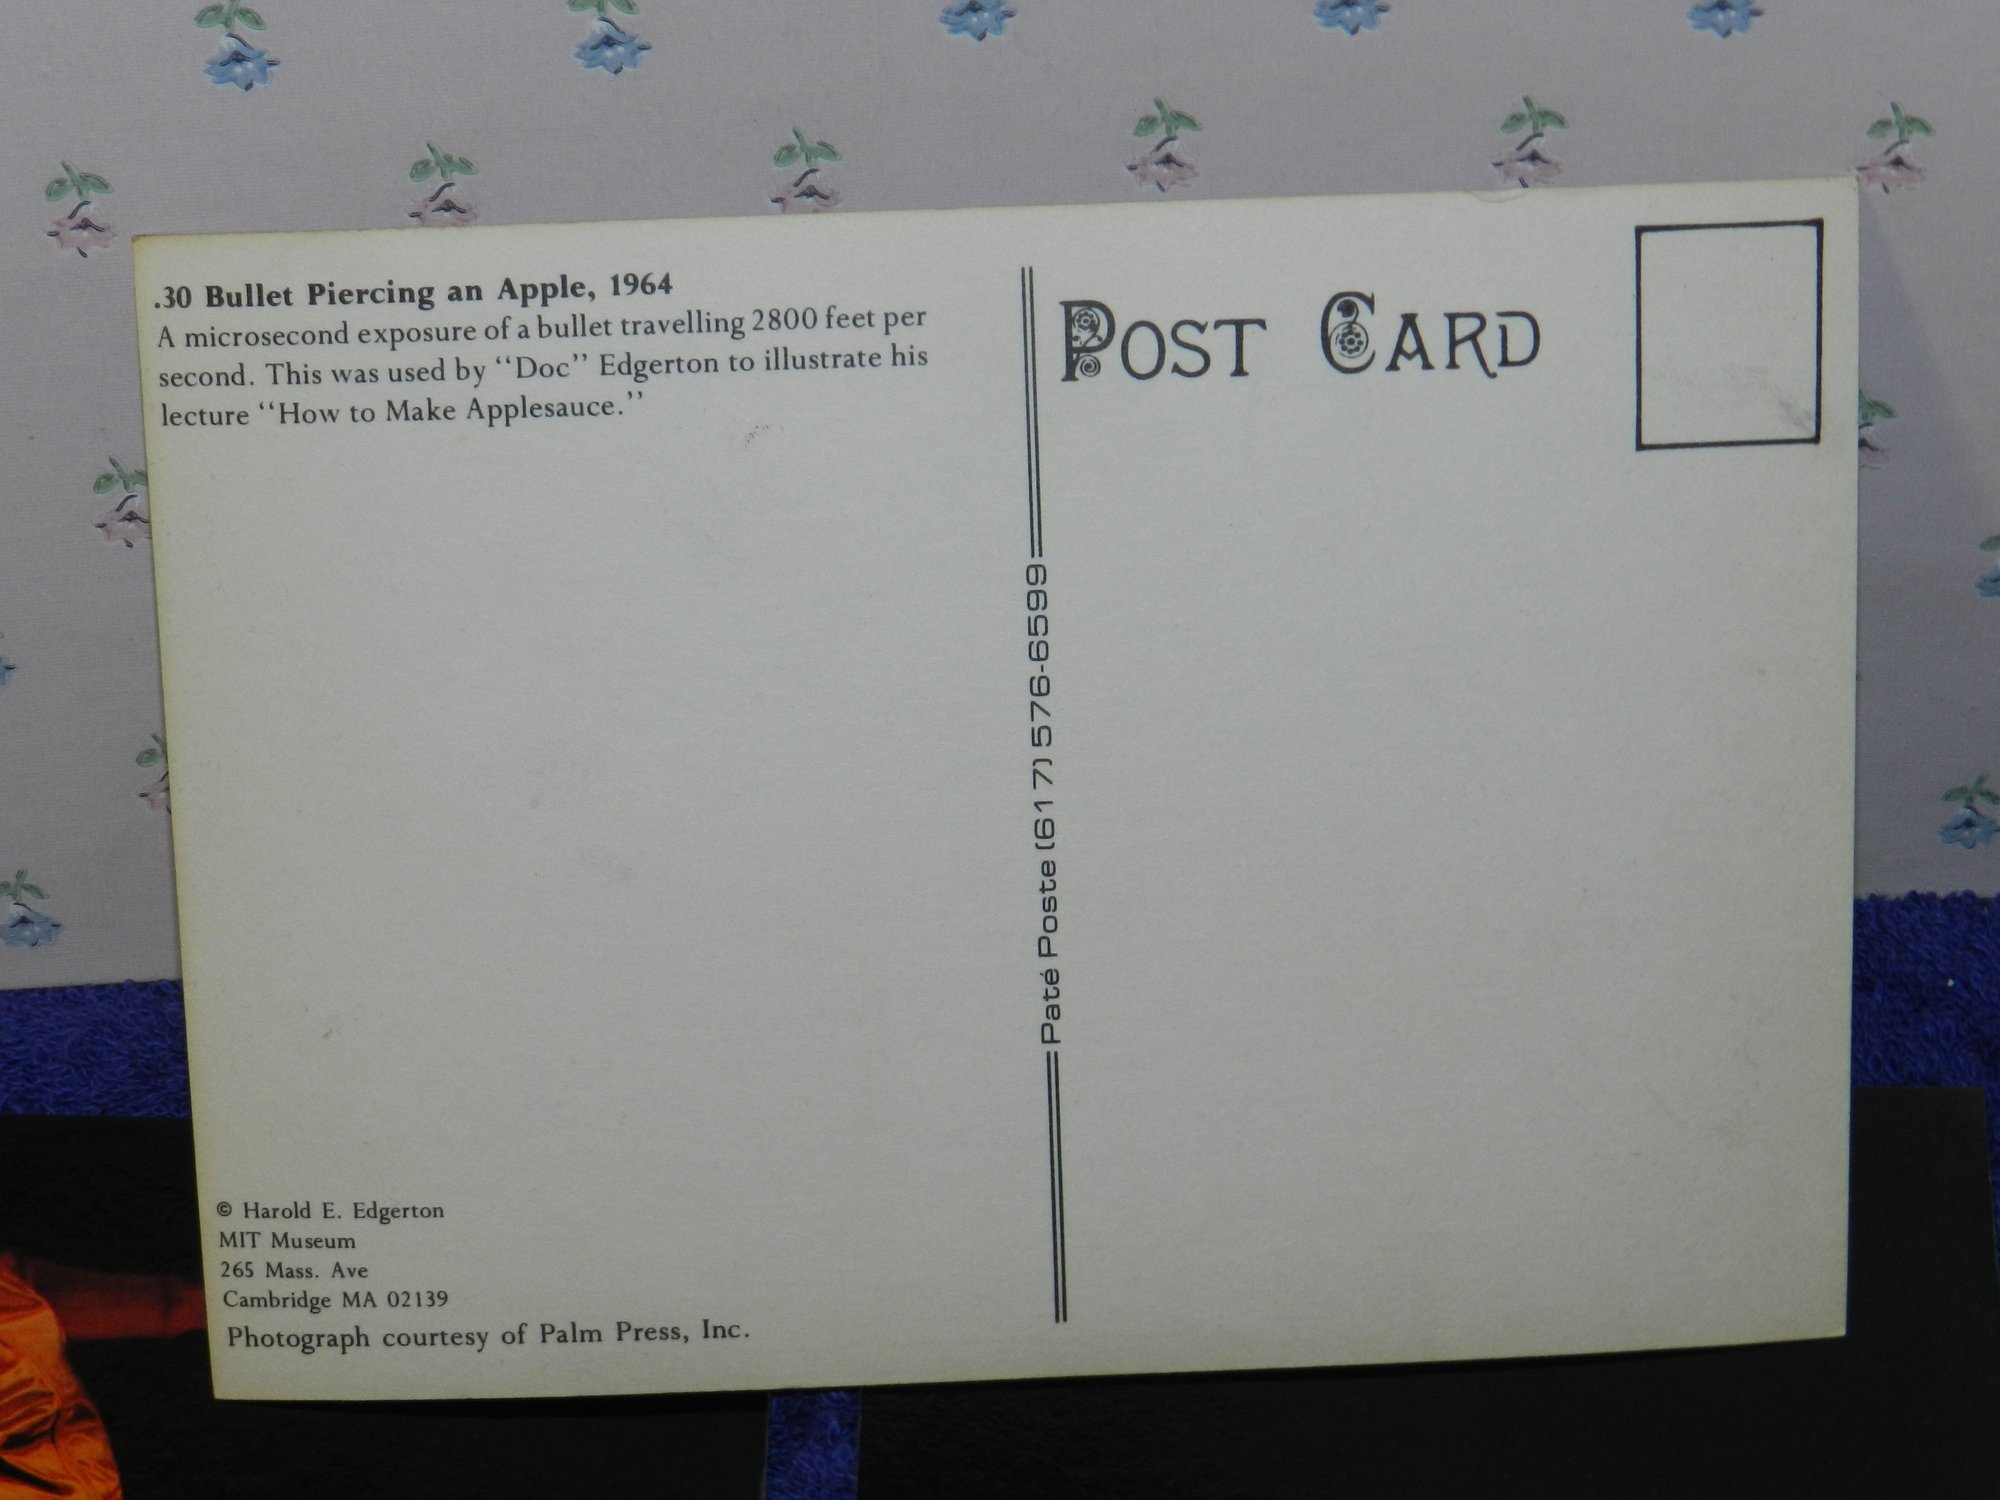 .30 Bullet Piercing an Apple, 1964
A microsecond exposure of a bullet travelling 2800 feet per
second. This was used by ‘‘Doc’’ Edgerton to illustrate his
lecture ‘‘How to Make Applesauce.’’
© Harold E. Edgerton
MIT Museum
265 Mass. Ave
Cambridge MA 02139
Photograph courtesy of Palm Press, Inc.
Paté Poste (617) 576-6599
POST CARD